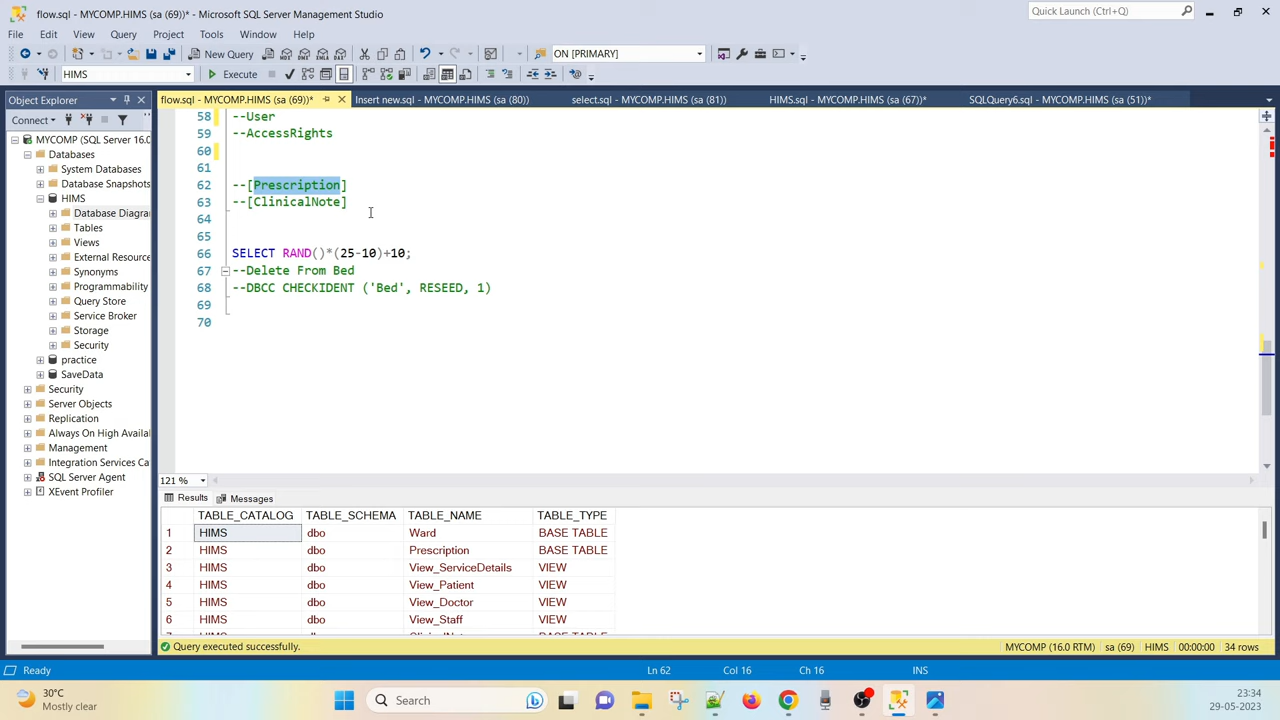 flow.sql - MYCOMP.HIMS (sa (69))* - Microsoft SQL Server Management Studio
Quick Launch (Ctrl+Q)
File Edit View Query Project Tools Window Help
New Query
ON [PRIMARY]
HIMS
Execute
Object Explorer
flow.sql - MYCOMP.HIMS (sa (69))*
Insert new.sql - MYCOMP.HIMS (sa (80))
select.sql - MYCOMP.HIMS (sa (81))
HIMS.sql - MYCOMP.HIMS (sa (67))*
SQLQuery6.sql - MYCOMP.HIMS (sa (51))*
Connect
MYCOMP (SQL Server 16.0
Databases
System Databases
Database Snapshots
HIMS
Database Diagra
Tables
Views
External Resource
Synonyms
Programmability
Query Store
Service Broker
Storage
Security
practice
SaveData
Security
Server Objects
Replication
Always On High Availa
Management
Integration Services Ca
SQL Server Agent
XEvent Profiler
58 --User
59 --AccessRights
60
61
62 --[Prescription]
63 --[ClinicalNote]
64
65
66 SELECT RAND()*(25-10)+10;
67 --Delete From Bed
68 --DBCC CHECKIDENT ('Bed', RESEED, 1)
69
70
121 %
Results Messages
TABLE_CATALOG TABLE_SCHEMA TABLE_NAME TABLE_TYPE
1 HIMS dbo Ward BASE TABLE
2 HIMS dbo Prescription BASE TABLE
3 HIMS dbo View_ServiceDetails VIEW
4 HIMS dbo View_Patient VIEW
5 HIMS dbo View_Doctor VIEW
6 HIMS dbo View_Staff VIEW
Query executed successfully.
MYCOMP (16.0 RTM) sa (69) HIMS 00:00:00 34 rows
Ready
Ln 62 Col 16 Ch 16 INS
30°C
Mostly clear
Search
23:34
29-05-2023